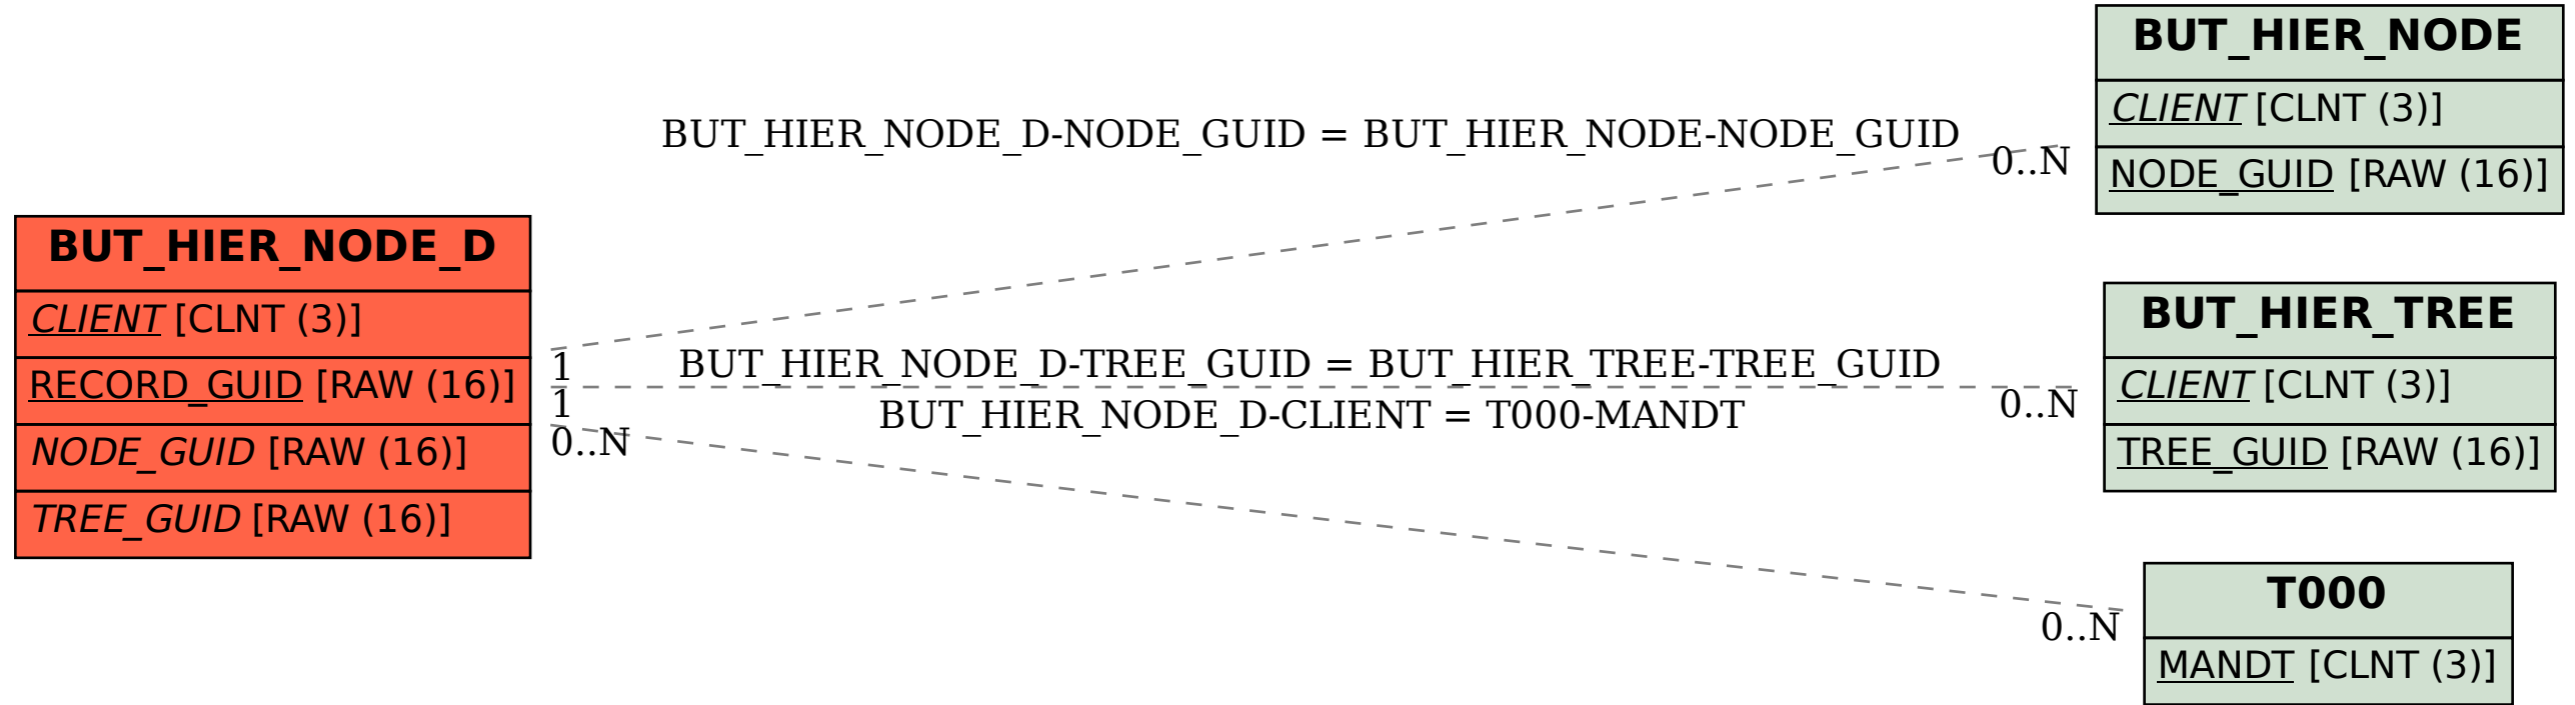 BUT_HIER_NODE_D
CLIENT [CLNT (3)]
RECORD_GUID [RAW (16)]
NODE_GUID [RAW (16)]
TREE_GUID [RAW (16)]
BUT_HIER_NODE_D-NODE_GUID = BUT_HIER_NODE-NODE_GUID
0..N
1
BUT_HIER_NODE_D-TREE_GUID = BUT_HIER_TREE-TREE_GUID
1
0..N
BUT_HIER_NODE_D-CLIENT = T000-MANDT
0..N
0..N
BUT_HIER_NODE
CLIENT [CLNT (3)]
NODE_GUID [RAW (16)]
BUT_HIER_TREE
CLIENT [CLNT (3)]
TREE_GUID [RAW (16)]
T000
MANDT [CLNT (3)]